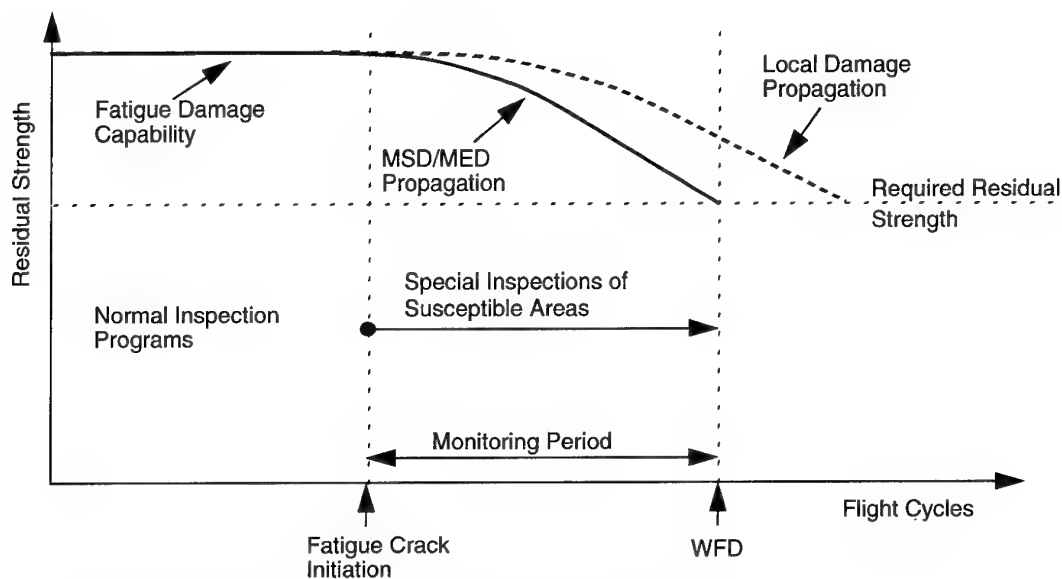 Residual Strength
Fatigue Damage
Capability
MSD/MED
Propagation
Local Damage
Propagation
Required Residual
Strength
Normal Inspection
Programs
Special Inspections of
Susceptible Areas
Monitoring Period
Flight Cycles
Fatigue Crack
Initiation
WFD